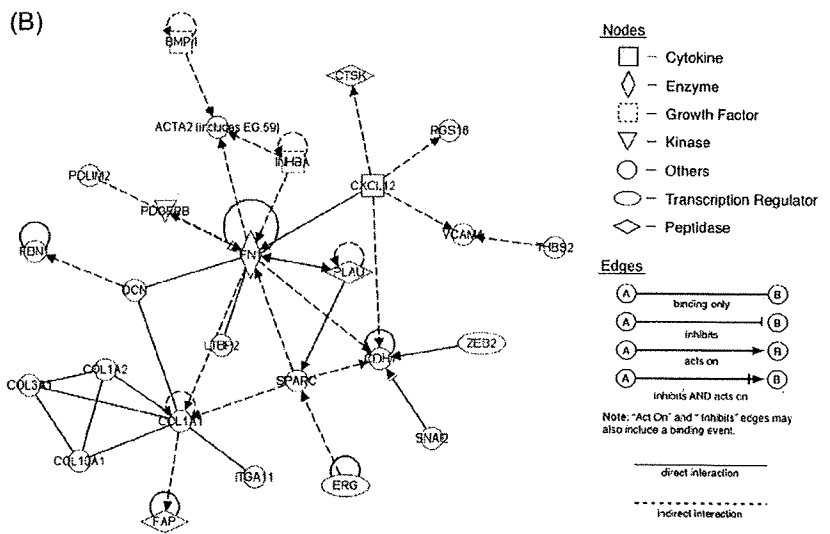 (B)
BMP1
CTSK
ACTA2 (includes EG.59)
RGS16
INHBA
PDLIM2
CXCL12
PDGFRB
VCAM1
THBS2
FBN1
FN1
PLAU
DCN
LTBP2
CDH1
ZEB2
COL1A2
COL3A1
SPARC
COL1A1
SNAI2
COL10A1
ITGA11
ERG
FAP
Nodes
– Cytokine
– Enzyme
– Growth Factor
– Kinase
– Others
– Transcription Regulator
– Peptidase
Edges
A B
binding only
A B
inhibits
A B
acts on
A B
inhibits AND acts on
Note: "Act On" and " Inhibits" edges may
also include a binding event.
direct interaction
indirect interaction